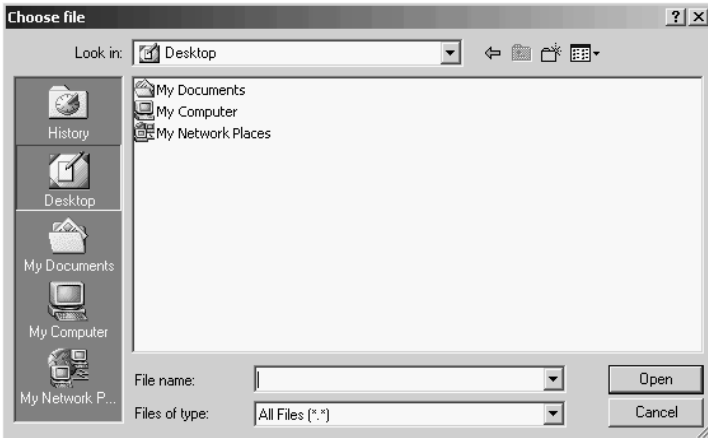 Choose file
Look in: Desktop
History
Desktop
My Documents
My Computer
My Network P...
My Documents
My Computer
My Network Places
File name:
Open
Files of type: All Files (*.*)
Cancel